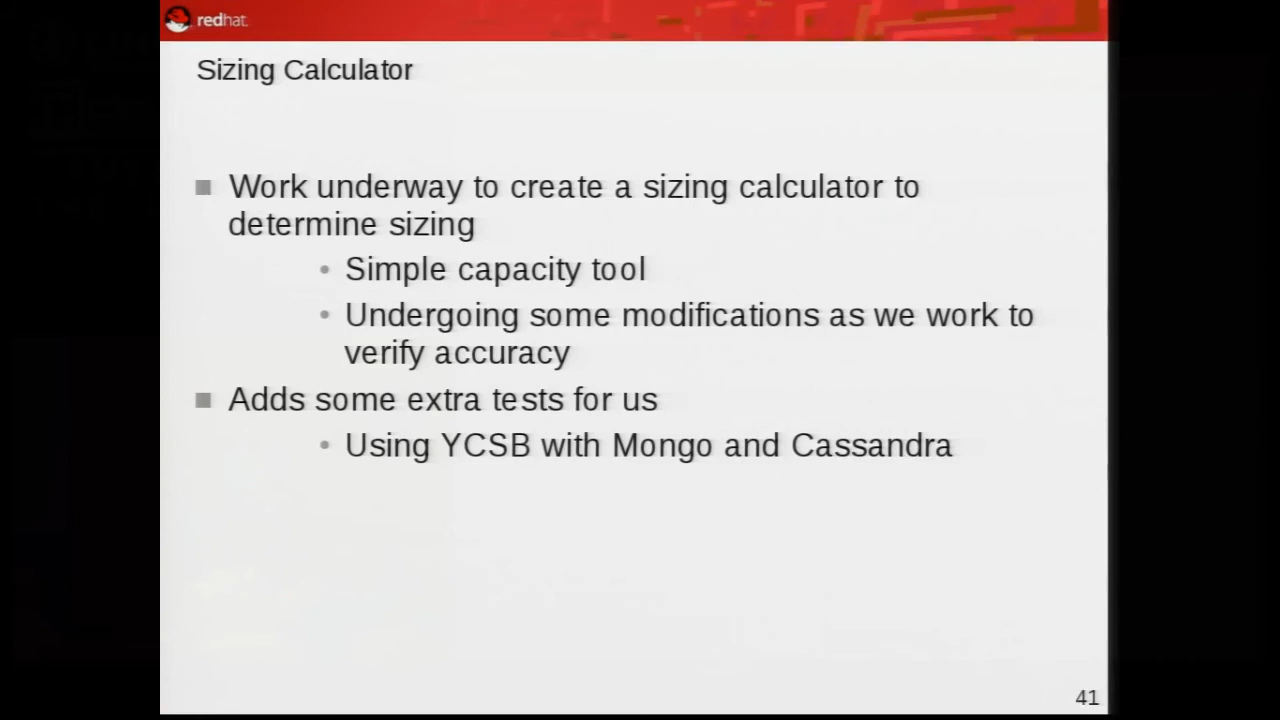 redhat.
Sizing Calculator
Work underway to create a sizing calculator to
determine sizing
Simple capacity tool
Undergoing some modifications as we work to
verify accuracy
Adds some extra tests for us
Using YCSB with Mongo and Cassandra
41